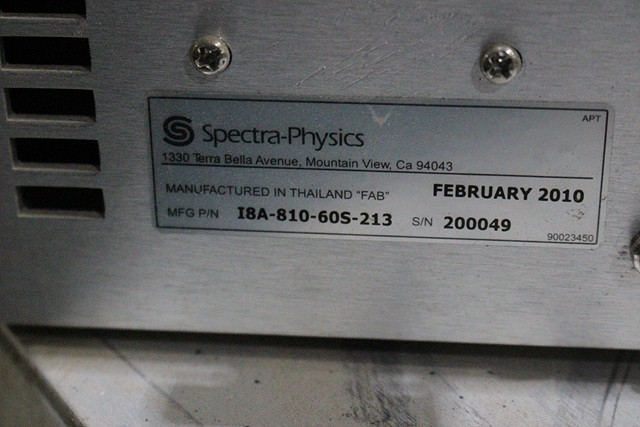 APT
Spectra-Physics
1330 Terra Bella Avenue, Mountain View, Ca 94043
MANUFACTURED IN THAILAND "FAB" FEBRUARY 2010
MFG P/N I8A-810-60S-213 S/N 200049
90023450